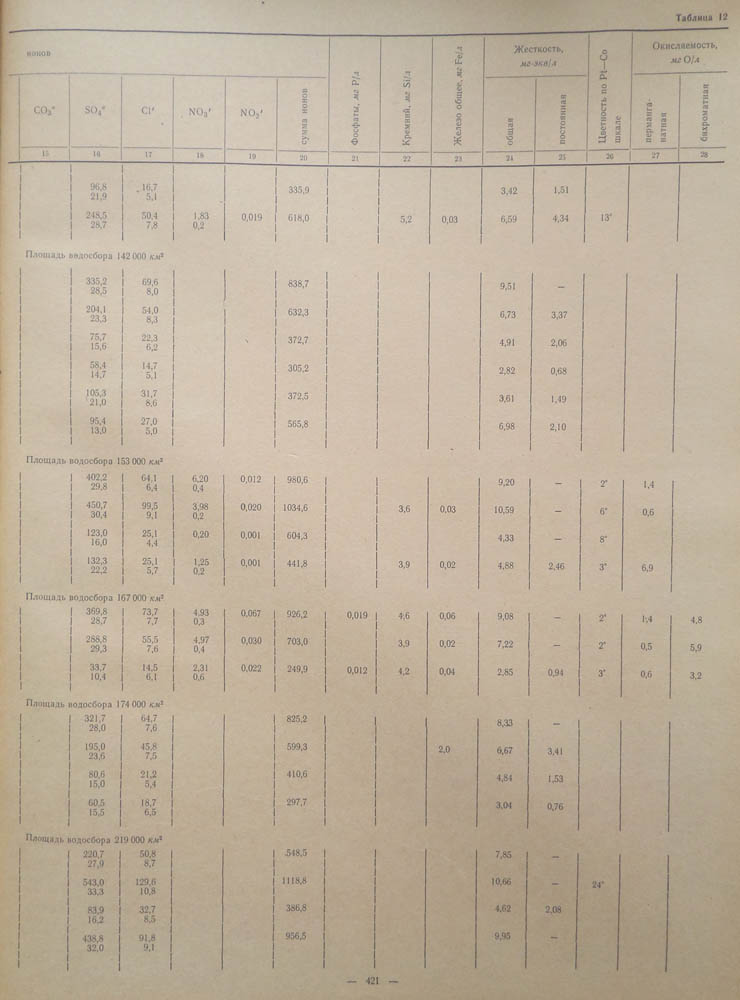 Таблица 12
ионов
Фосфаты, мг P/л
Кремний, мг Si/л
Железо общее, мг Fe/л
Жесткость, мг-экв/л
Цветность по Pt—Co шкале
Окисляемость, мг O/л
CO₃″ SO₄″ Cl′ NO₃′ NO₂′ сумма ионов общая постоянная перманганатная бихроматная
15 16 17 18 19 20 21 22 23 24 25 26 27 28
96,8 16,7 335,9 3,42 1,51
21,9 5,1
248,5 50,4 1,83 0,019 618,0 5,2 0,03 6,59 4,34 13°
28,7 7,8 0,2
Площадь водосбора 142 000 км²
335,2 69,6 838,7 9,51 —
28,5 8,0
204,1 54,0 632,3 6,73 3,37
23,3 8,3
75,7 22,3 372,7 4,91 2,06
15,6 6,2
58,4 14,7 305,2 2,82 0,68
14,7 5,1
105,3 31,7 372,5 3,61 1,49
21,0 8,6
95,4 27,0 565,8 6,98 2,10
13,0 5,0
Площадь водосбора 153 000 км²
402,2 64,1 6,20 0,012 980,6 9,20 — 2° 1,4
29,8 6,4 0,4
450,7 99,5 3,98 0,020 1034,6 3,6 0,03 10,59 — 6° 0,6
30,4 9,1 0,2
123,0 25,1 0,20 0,001 604,3 4,33 — 8°
16,0 4,4
132,3 25,1 1,25 0,001 441,8 3,9 0,02 4,88 2,46 3° 6,9
22,2 5,7 0,2
Площадь водосбора 167 000 км²
369,8 73,7 4,93 0,067 926,2 0,019 4,6 0,06 9,08 — 2° 1,4 4,8
28,7 7,7 0,3
288,8 55,5 4,97 0,030 703,0 3,9 0,02 7,22 — 2° 0,5 5,9
29,3 7,6 0,4
33,7 14,5 2,31 0,022 249,9 0,012 4,2 0,04 2,85 0,94 3° 0,6 3,2
10,4 6,1 0,6
Площадь водосбора 174 000 км²
321,7 64,7 825,2 8,33 —
28,0 7,6
195,0 45,8 599,3 2,0 6,67 3,41
23,6 7,5
80,6 21,2 410,6 4,84 1,53
15,0 5,4
60,5 18,7 297,7 3,04 0,76
15,5 6,5
Площадь водосбора 219 000 км²
220,7 50,8 548,5 7,85 —
27,9 8,7
543,0 129,6 1118,8 10,66 — 24°
33,3 10,8
83,9 32,7 386,8 4,62 2,08
16,2 8,5
438,8 91,8 956,5 9,95 —
32,0 9,1
— 421 —